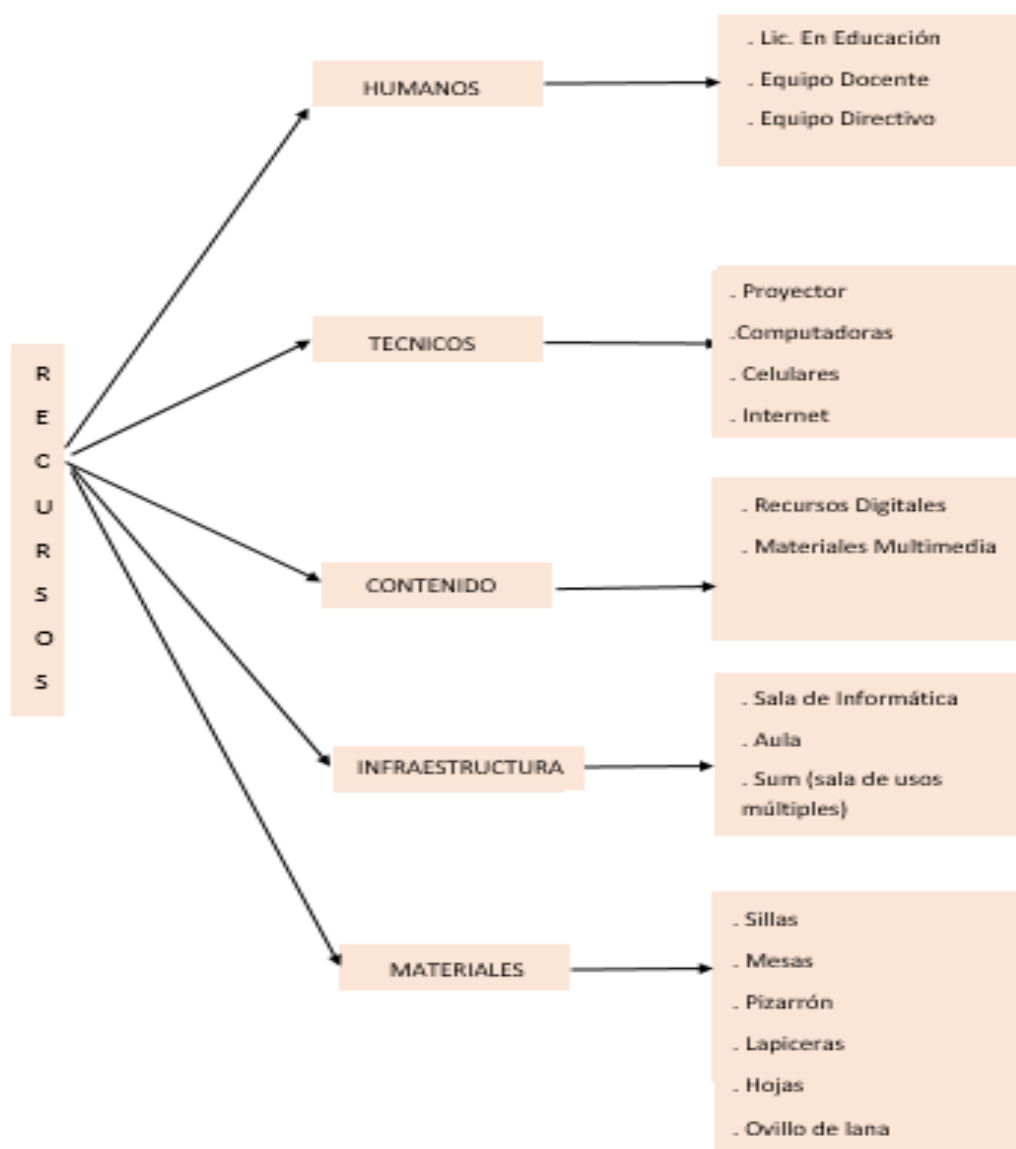 R
E
C
U
R
S
O
S
HUMANOS
. Lic. En Educación
. Equipo Docente
. Equipo Directivo
TECNICOS
. Proyector
.Computadoras
. Celulares
. Internet
CONTENIDO
. Recursos Digitales
. Materiales Multimedia
INFRAESTRUCTURA
. Sala de Informática
. Aula
. Sum (sala de usos
múltiples)
MATERIALES
. Sillas
. Mesas
. Pizarrón
. Lapiceras
. Hojas
. Ovillo de lana